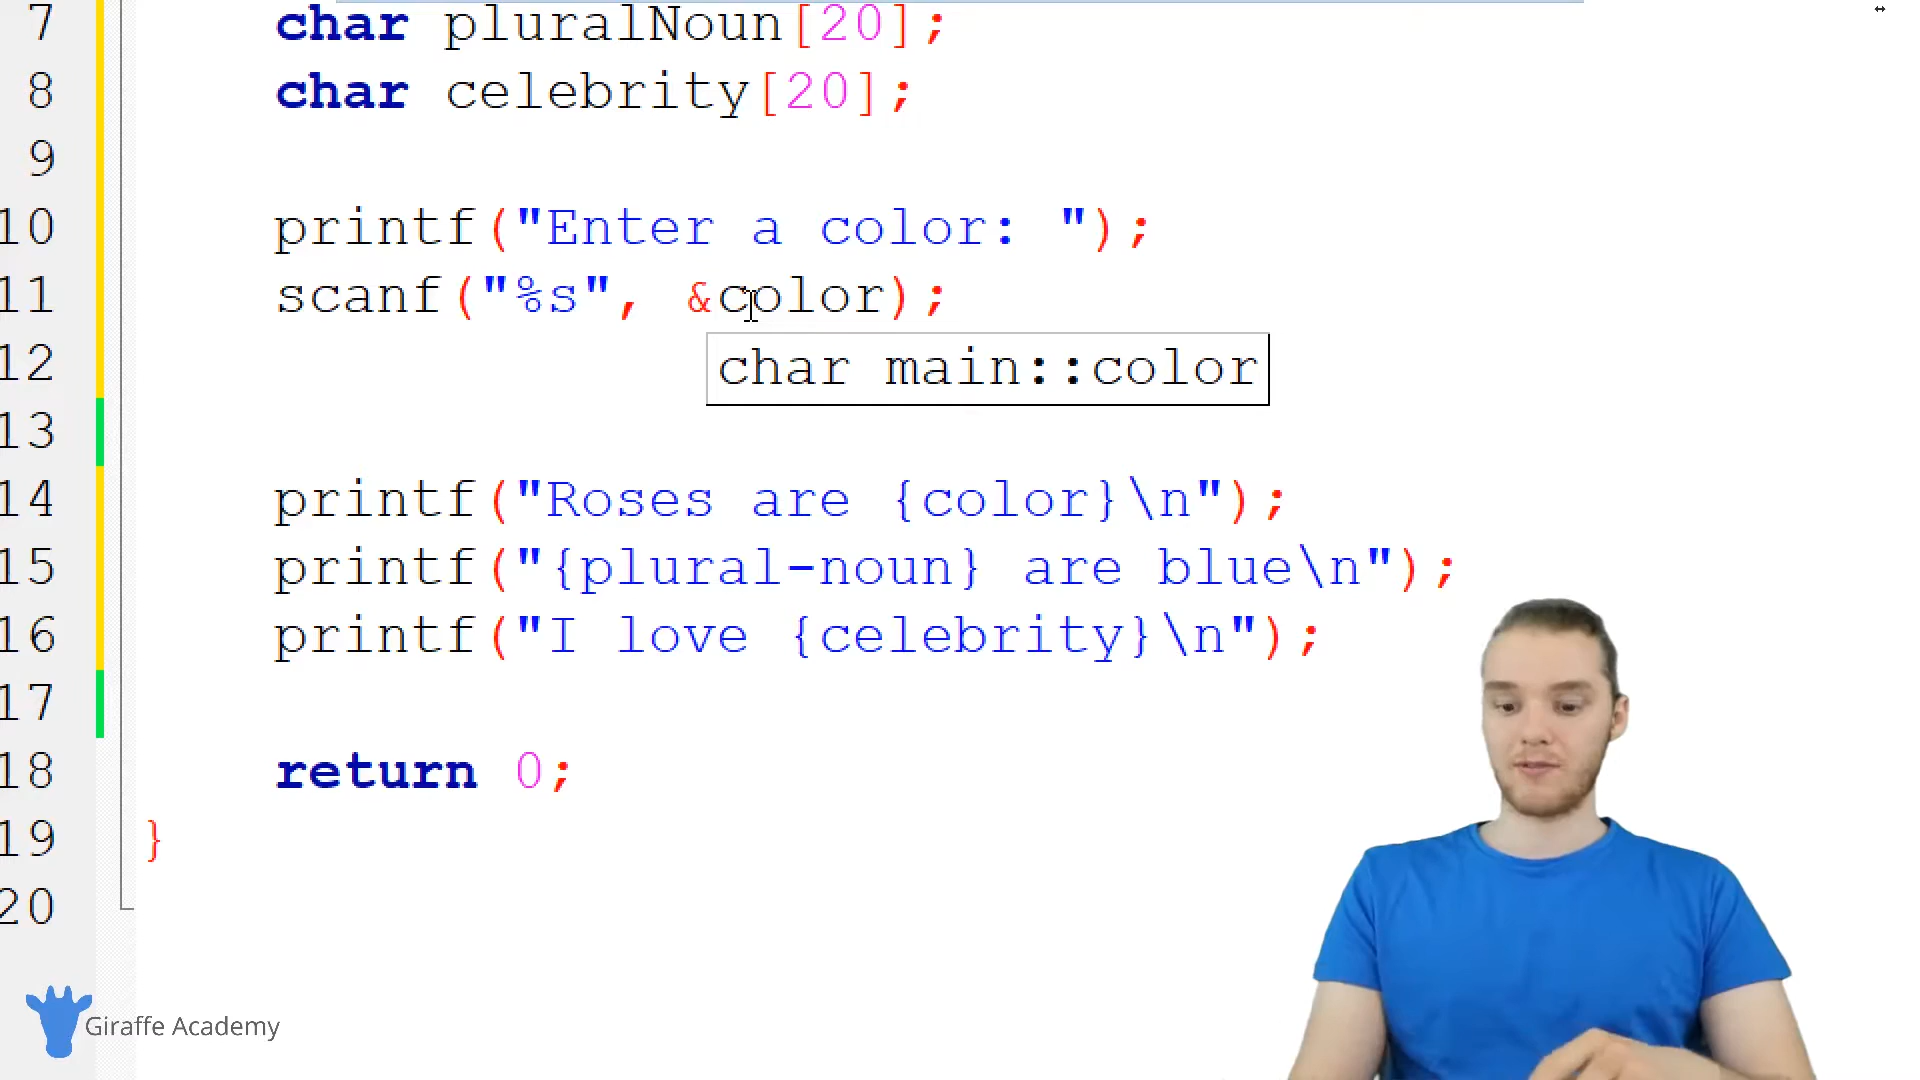 7 char pluralNoun[20];
8 char celebrity[20];
9
10 printf("Enter a color: ");
11 scanf("%s", &color);
12 char main::color
13
14 printf("Roses are {color}\n");
15 printf("{plural-noun} are blue\n");
16 printf("I love {celebrity}\n");
17
18 return 0;
19 }
20
Giraffe Academy